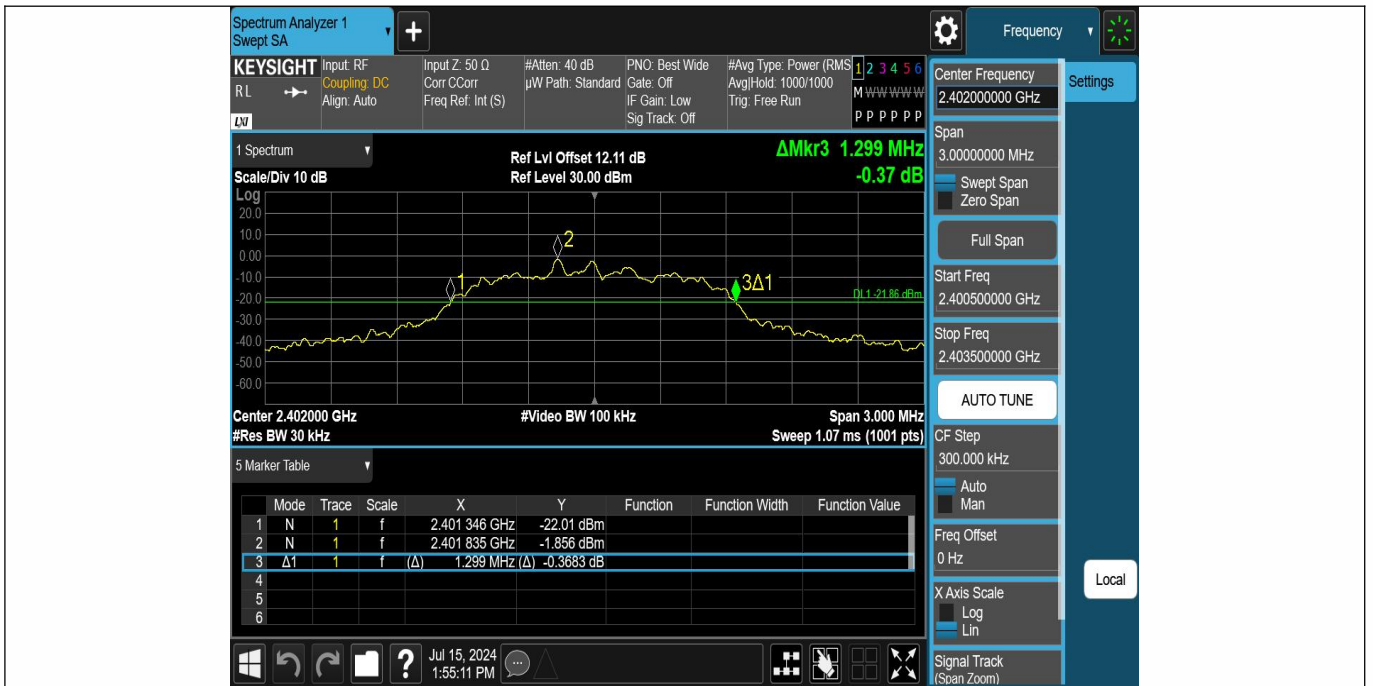 Spectrum Analyzer 1
Swept SA
+
Frequency
KEYSIGHT
RL
LXI
Input: RF
Coupling: DC
Align: Auto
Input Z: 50 Ω
Corr CCorr
Freq Ref: Int (S)
#Atten: 40 dB
µW Path: Standard
PNO: Best Wide
Gate: Off
IF Gain: Low
Sig Track: Off
#Avg Type: Power (RMS
Avg|Hold: 1000/1000
Trig: Free Run
1 2 3 4 5 6
M W W W W W
P P P P P P
1 Spectrum
Scale/Div 10 dB
Ref Lvl Offset 12.11 dB
Ref Level 30.00 dBm
ΔMkr3 1.299 MHz
-0.37 dB
Log
20.0
10.0
0.00
-10.0
-20.0
-30.0
-40.0
-50.0
-60.0
1
2
3Δ1
DL1 -21.86 dBm
Center 2.402000 GHz
#Video BW 100 kHz
Span 3.000 MHz
#Res BW 30 kHz
Sweep 1.07 ms (1001 pts)
5 Marker Table
Mode Trace Scale X Y Function Function Width Function Value
1 N 1 f 2.401 346 GHz -22.01 dBm
2 N 1 f 2.401 835 GHz -1.856 dBm
3 Δ1 1 f (Δ) 1.299 MHz (Δ) -0.3683 dB
4
5
6
?
Jul 15, 2024
1:55:11 PM
Center Frequency
2.402000000 GHz
Span
3.00000000 MHz
Swept Span
Zero Span
Full Span
Start Freq
2.400500000 GHz
Stop Freq
2.403500000 GHz
AUTO TUNE
CF Step
300.000 kHz
Auto
Man
Freq Offset
0 Hz
X Axis Scale
Log
Lin
Signal Track
(Span Zoom)
Settings
Local